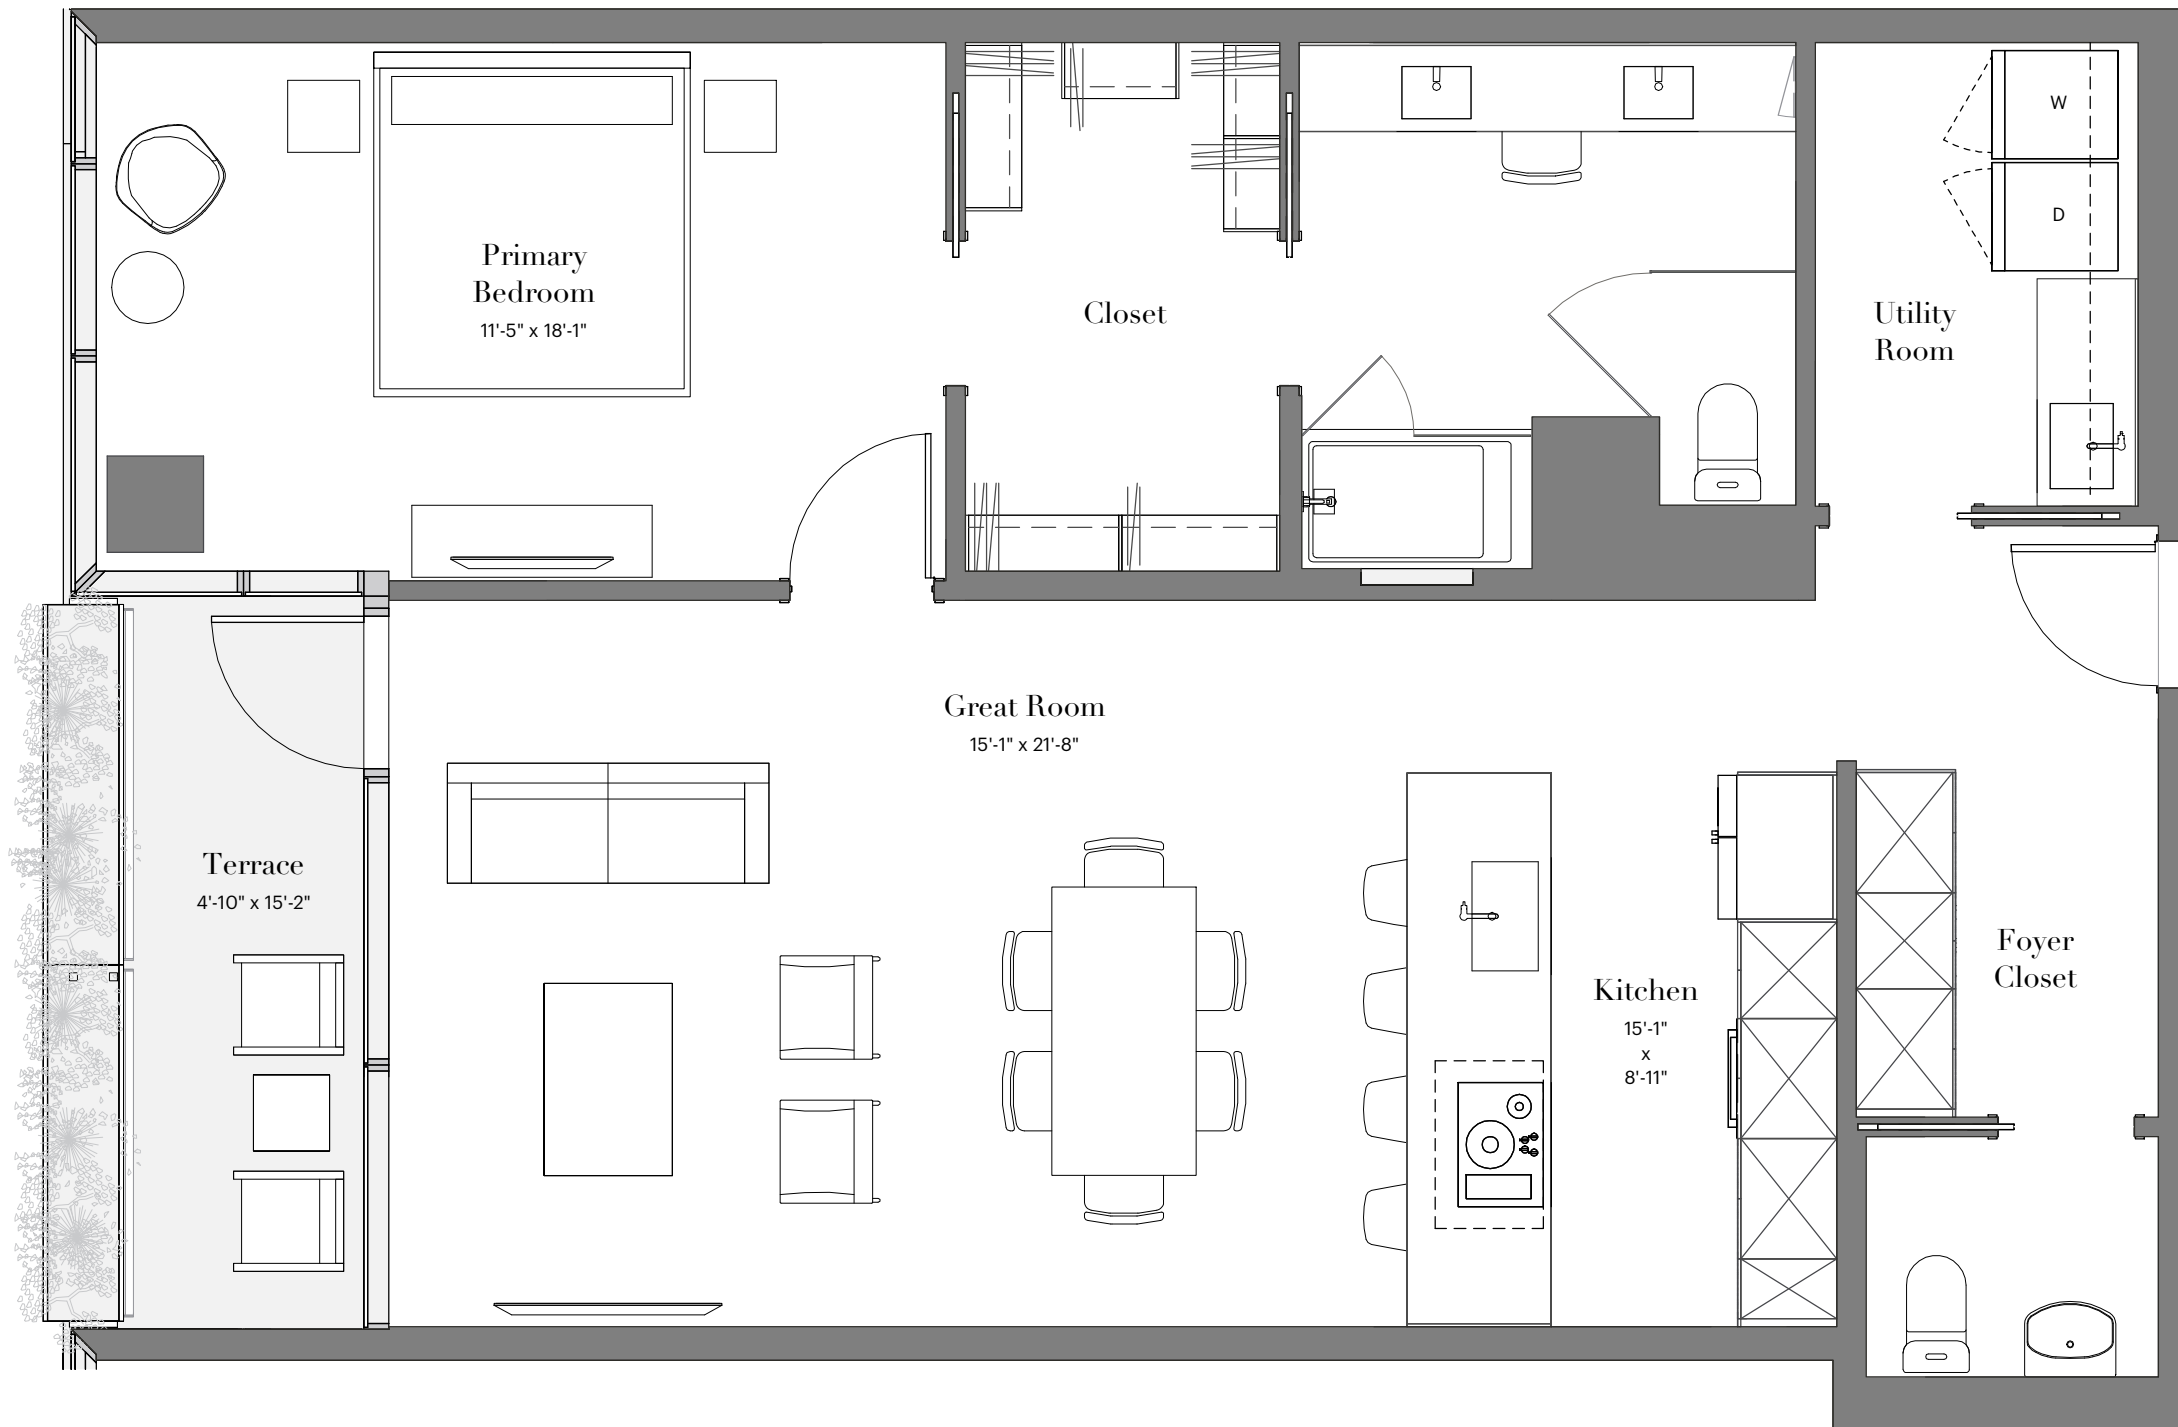 W
D
Primary
Bedroom
11'-5" x 18'-1"
Closet
Utility
Room
Great Room
15'-1" x 21'-8"
Terrace
4'-10" x 15'-2"
Kitchen
15'-1"
x
8'-11"
Foyer
Closet